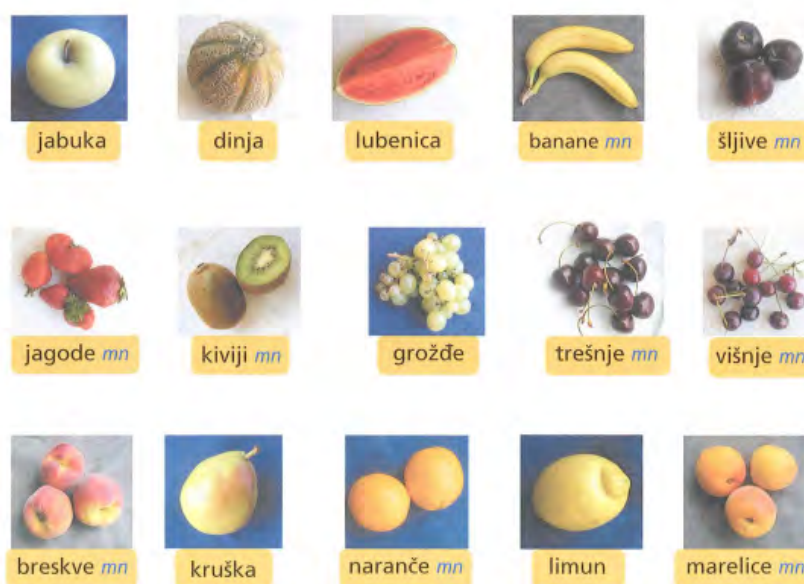 jabuka
dinja
lubenica
banane mn
šljive mn
jagode mn
kiviji mn
grožđe
trešnje mn
višnje mn
breskve mn
kruška
naranče mn
limun
marelice mn